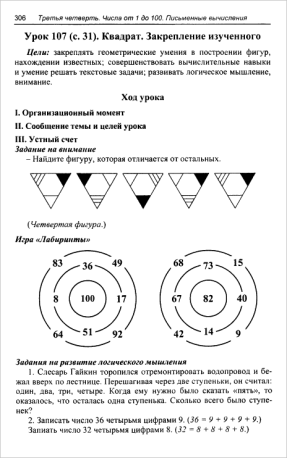 306 Третья четверть. Числа от 1 до 100. Письменные вычисления
Урок 107 (с. 31). Квадрат. Закрепление изученного
Цели: закреплять геометрические умения в построении фигур,
нахождении известных; совершенствовать вычислительные навыки
и умение решать текстовые задачи; развивать логическое мышление,
внимание.
Ход урока
I. Организационный момент
II. Сообщение темы и целей урока
III. Устный счет
Задание на внимание
– Найдите фигуру, которая отличается от остальных.
(Четвертая фигура.)
Игра «Лабиринты»
83 49 68 15
36 73
8 100 17 67 82 40
51 14
64 92 42 9
Задания на развитие логического мышления
1. Слесарь Гайкин торопился отремонтировать водопровод и бе-
жал вверх по лестнице. Перешагивая через две ступеньки, он считал:
один, два, три, четыре. Когда ему нужно было сказать «пять», то
оказалось, что осталась одна ступенька. Сколько всего было ступе-
нек?
2. Записать число 36 четырьмя цифрами 9. (36 = 9 + 9 + 9 + 9.)
Записать число 32 четырьмя цифрами 8. (32 = 8 + 8 + 8 + 8.)